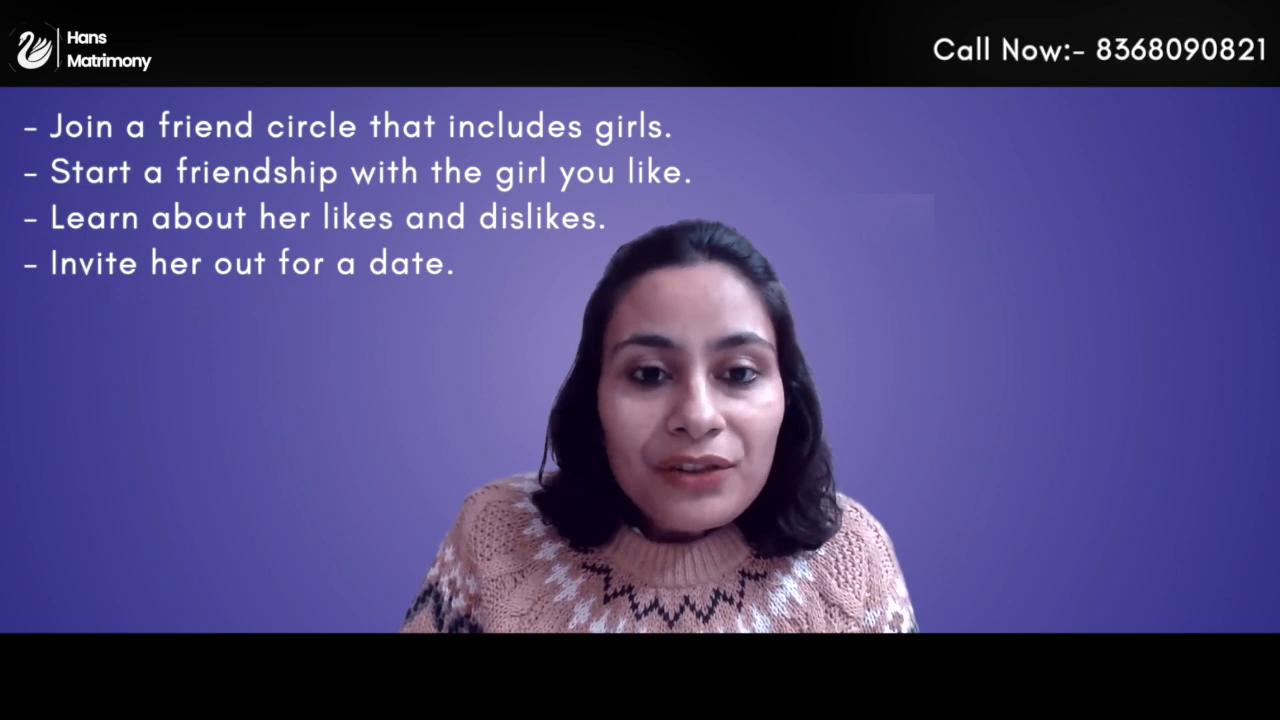 Hans
Matrimony
Call Now:- 8368090821
- Join a friend circle that includes girls.
- Start a friendship with the girl you like.
- Learn about her likes and dislikes.
- Invite her out for a date.